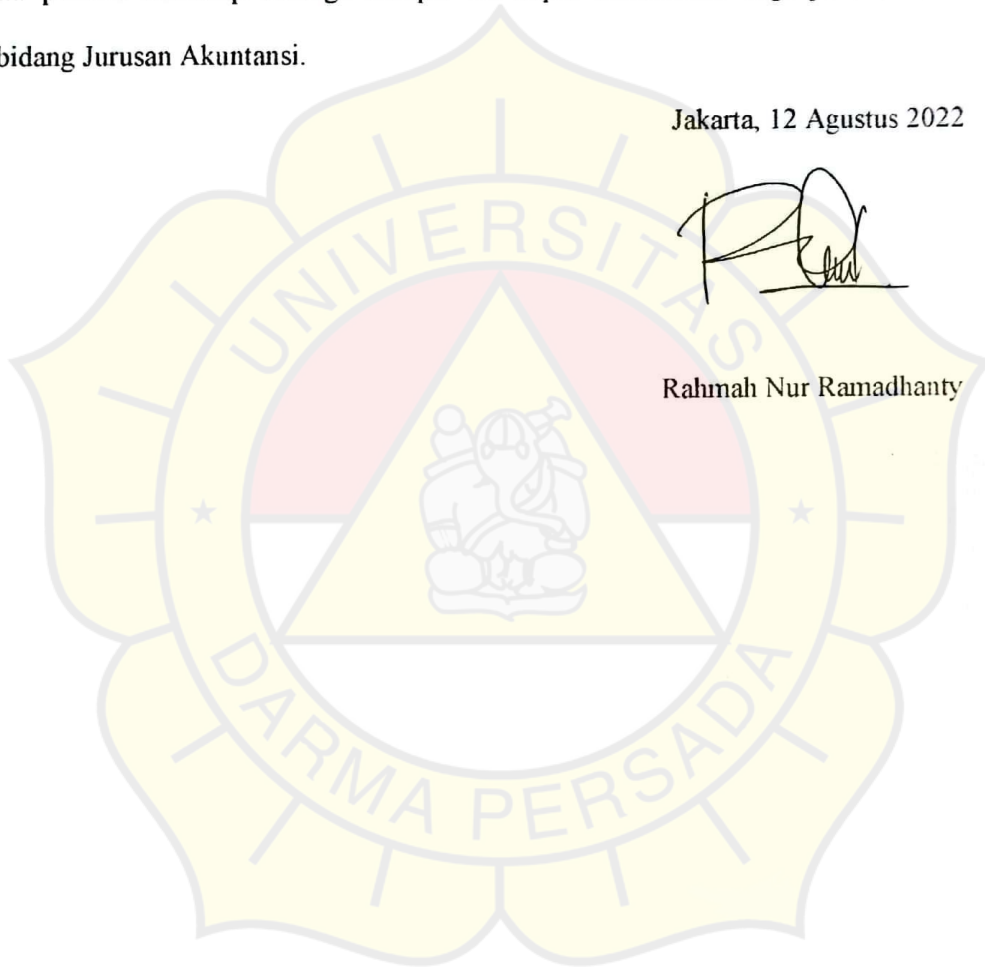 bidang Jurusan Akuntansi.
Jakarta, 12 Agustus 2022
Rahmah Nur Ramadhanty
UNIVERSITAS
DARMA PERSADA